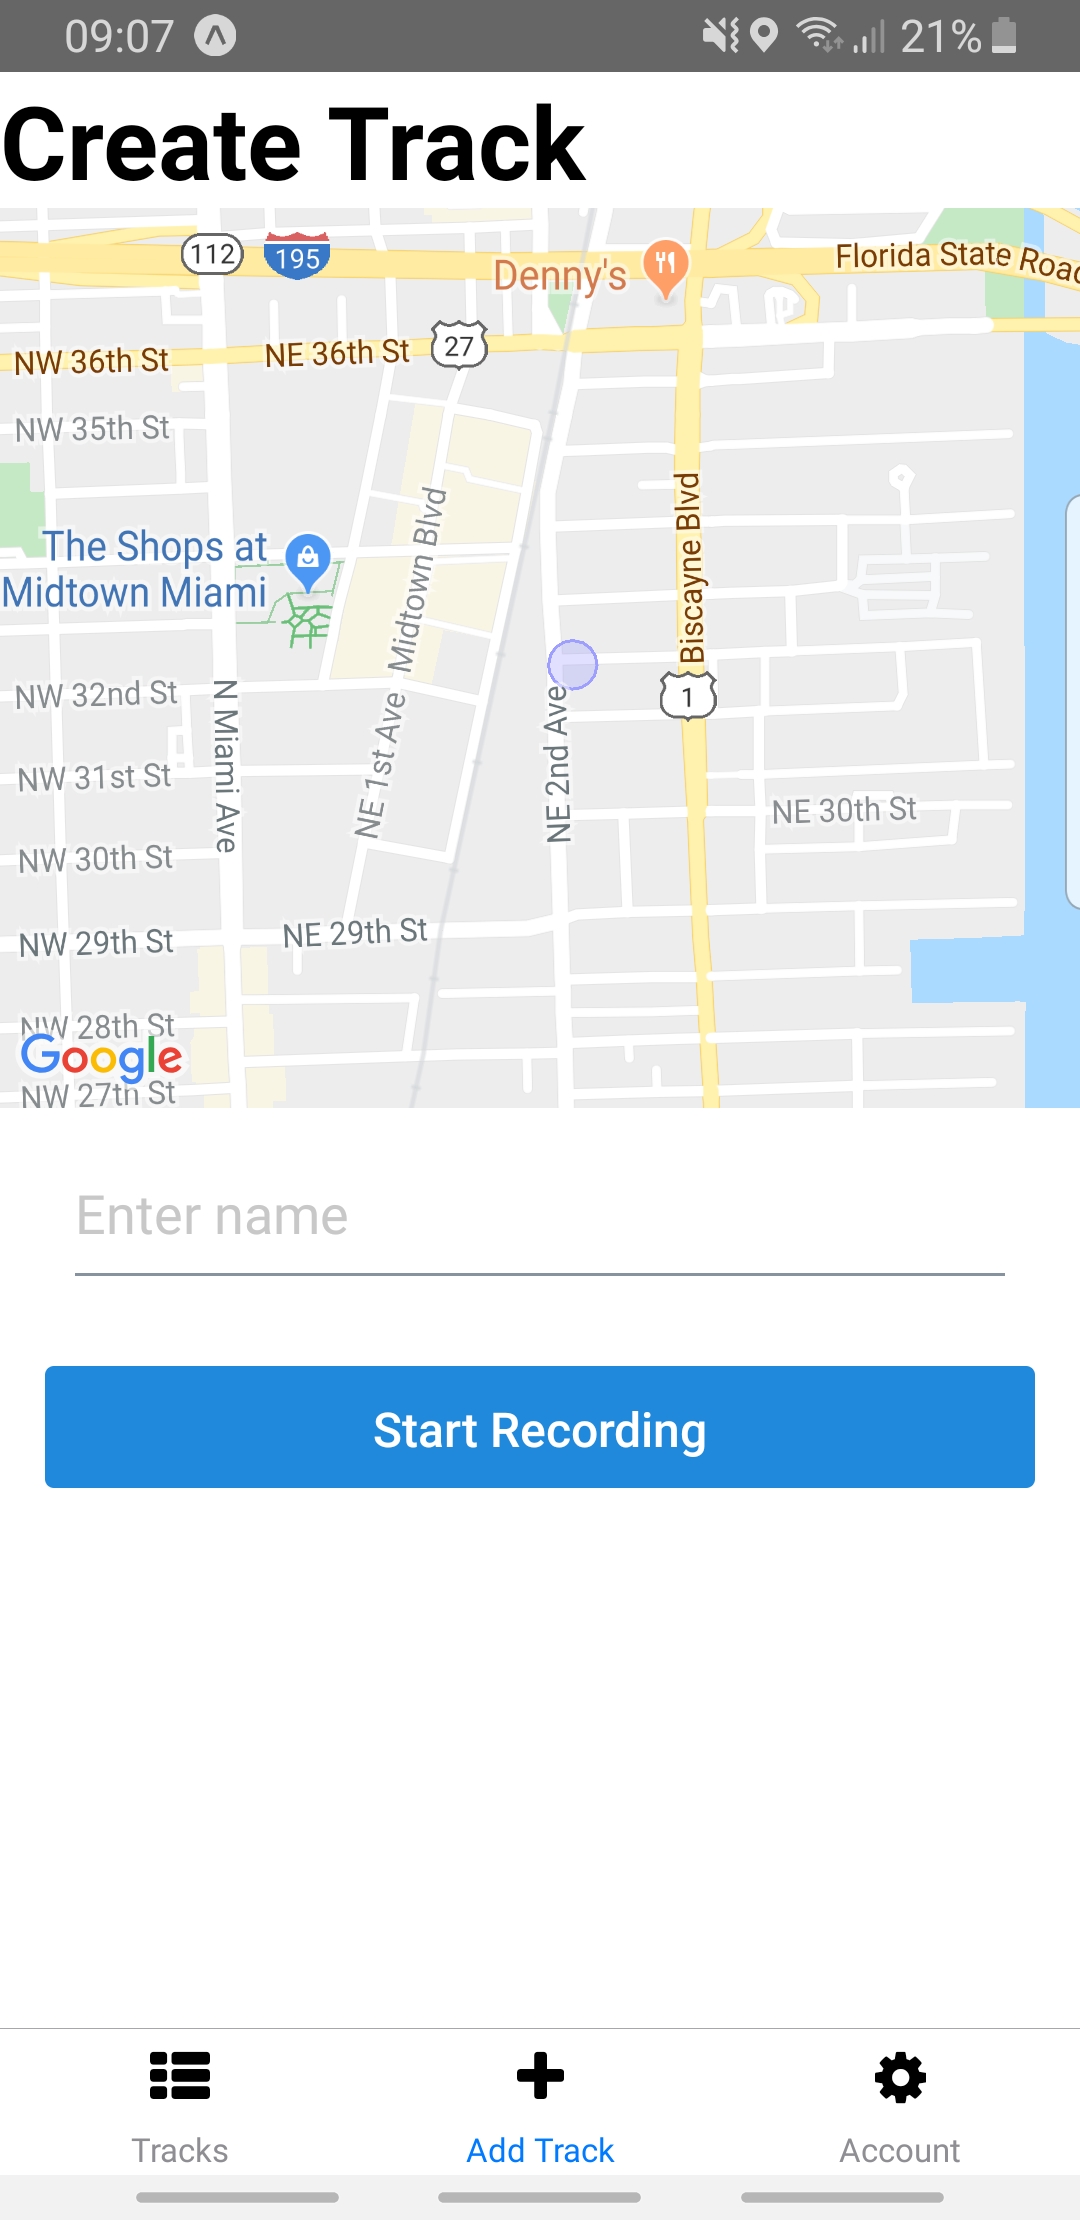 09:07
21%
Create Track
112
195
Denny's
Florida State Road
NW 36th St
NE 36th St
27
NW 35th St
The Shops at
Midtown Miami
Midtown Blvd
Biscayne Blvd
NW 32nd St
N Miami Ave
NE 1st Ave
NE 2nd Ave
1
NW 31st St
NE 30th St
NW 30th St
NW 29th St
NE 29th St
NW 28th St
Google
NW 27th St
Enter name
Start Recording
Tracks
Add Track
Account